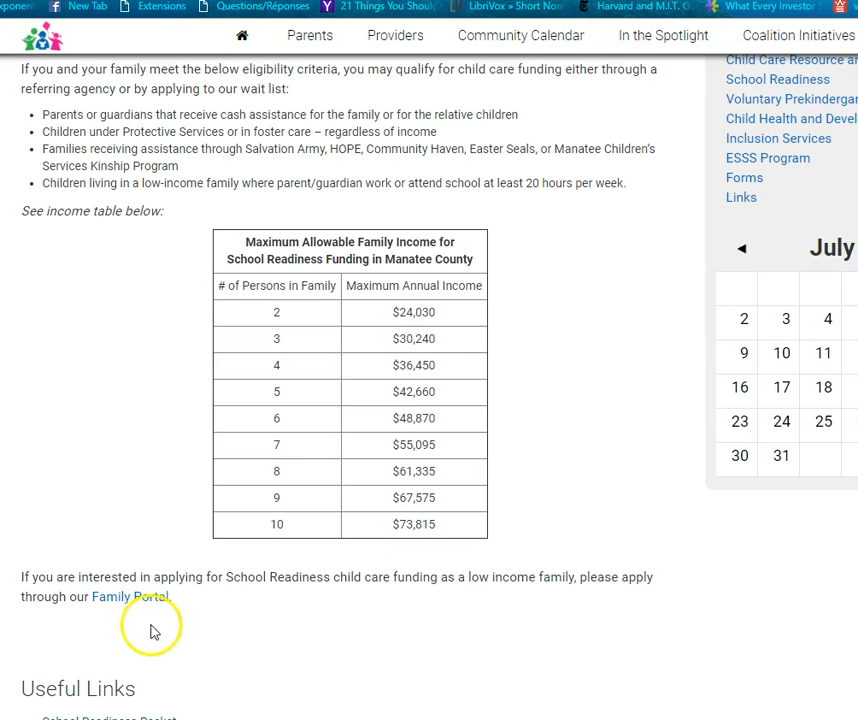 New Tab
Extensions
Questions/Réponses
21 Things You Shoul
LibriVox » Short Non
Harvard and M.I.T. O
What Every Investor
Parents
Providers
Community Calendar
In the Spotlight
Coalition Initiatives
If you and your family meet the below eligibility criteria, you may qualify for child care funding either through a
referring agency or by applying to our wait list:
• Parents or guardians that receive cash assistance for the family or for the relative children
• Children under Protective Services or in foster care – regardless of income
• Families receiving assistance through Salvation Army, HOPE, Community Haven, Easter Seals, or Manatee Children's
Services Kinship Program
• Children living in a low-income family where parent/guardian work or attend school at least 20 hours per week.
See income table below:
Maximum Allowable Family Income for
School Readiness Funding in Manatee County
# of Persons in Family Maximum Annual Income
2 $24,030
3 $30,240
4 $36,450
5 $42,660
6 $48,870
7 $55,095
8 $61,335
9 $67,575
10 $73,815
If you are interested in applying for School Readiness child care funding as a low income family, please apply
through our Family Portal.
Useful Links
School Readiness Packet
Child Care Resource an
School Readiness
Voluntary Prekindergar
Child Health and Devel
Inclusion Services
ESSS Program
Forms
Links
◄ July
2 3 4
9 10 11
16 17 18
23 24 25
30 31